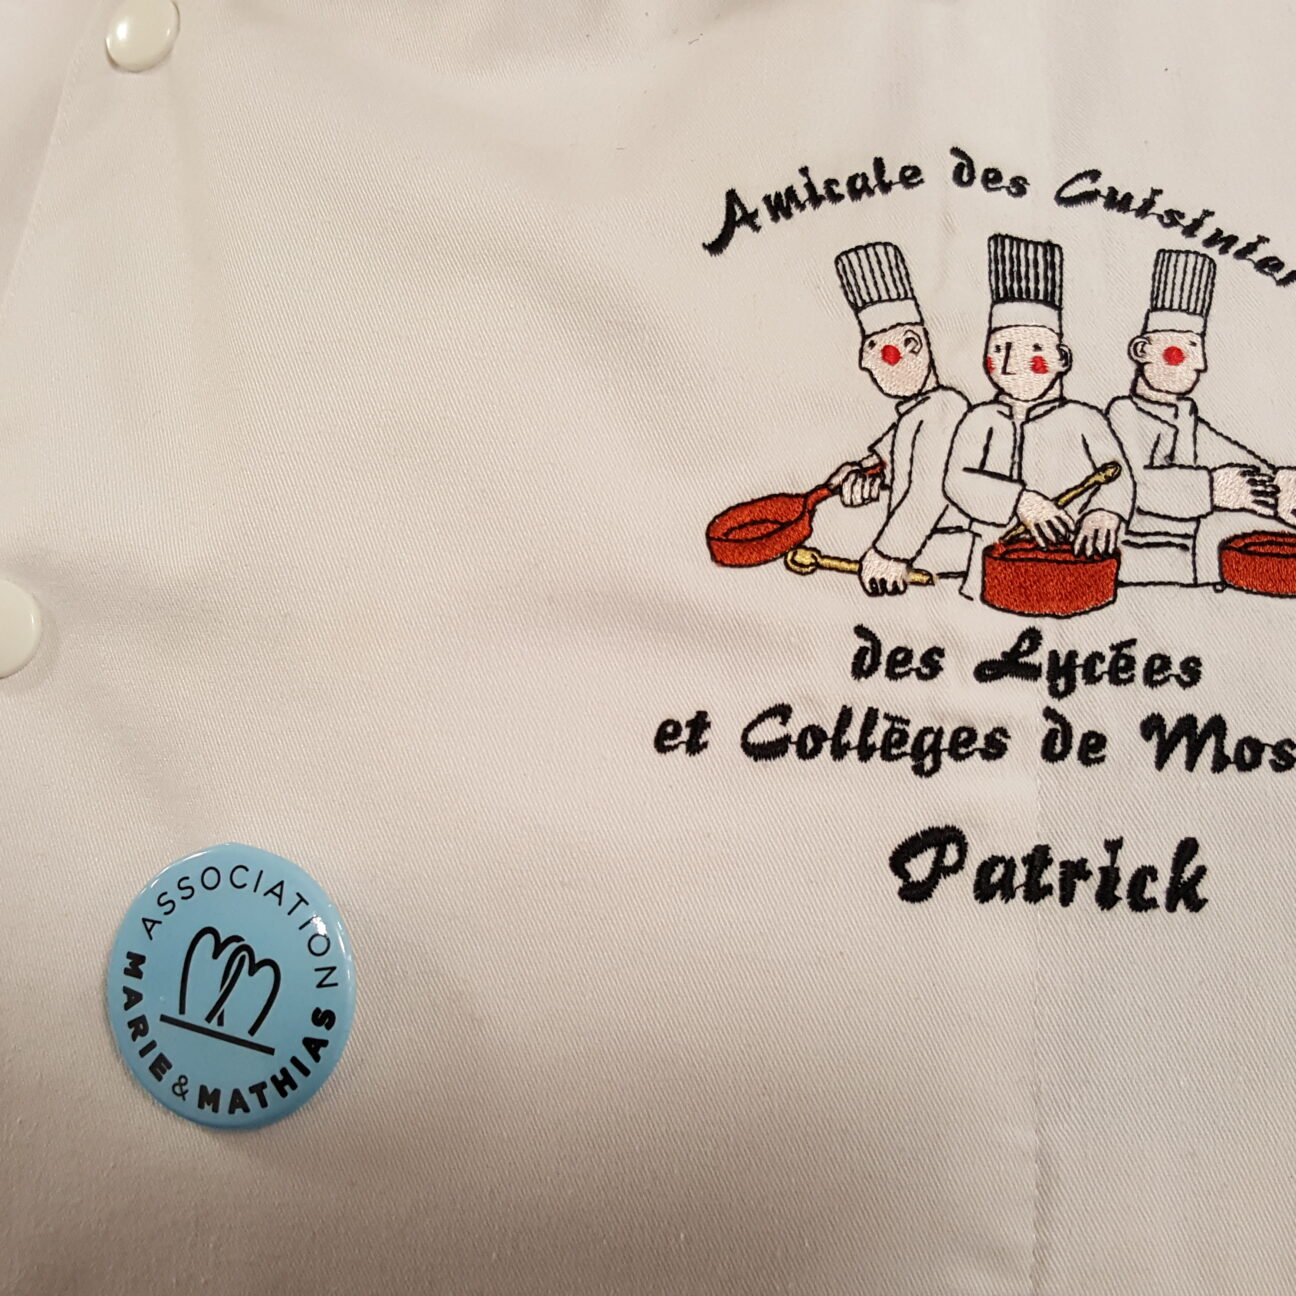 Amicale des Cuisinier
des Lycées
et Collèges de Mos
Patrick
ASSOCIATION
MARIE & MATHIAS